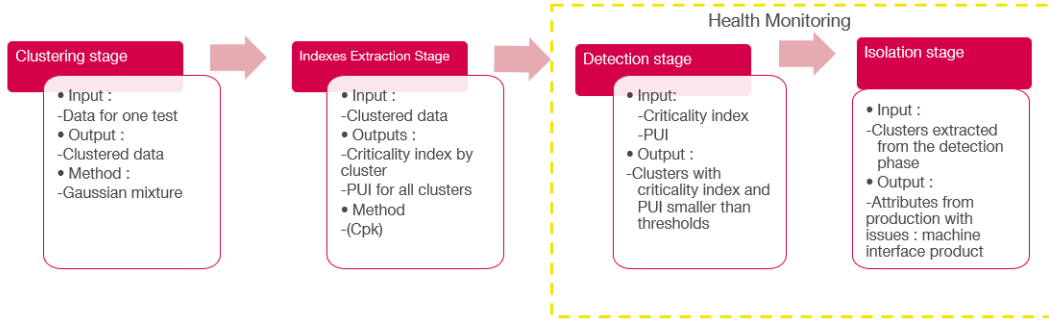 Health Monitoring
Clustering stage
• Input :
-Data for one test
• Output :
-Clustered data
• Method :
-Gaussian mixture
Indexes Extraction Stage
• Input :
-Clustered data
• Outputs :
-Criticality index by
cluster
-PUI for all clusters
• Method
-(Cpk)
Detection stage
• Input:
-Criticality index
-PUI
• Output :
-Clusters with
criticality index and
PUI smaller than
thresholds
Isolation stage
• Input :
-Clusters extracted
from the detection
phase
• Output :
-Attributes from
production with
issues : machine
interface product